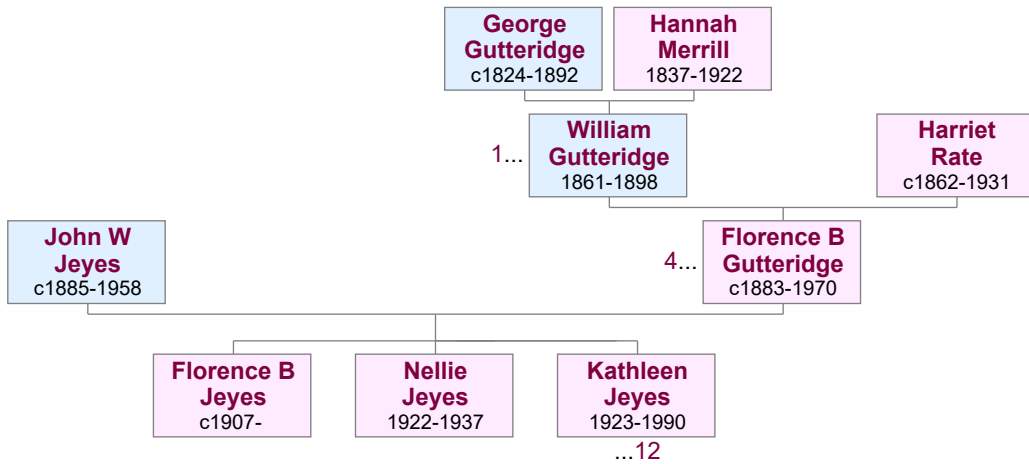 George
Gutteridge
c1824-1892
Hannah
Merrill
1837-1922
1...
William
Gutteridge
1861-1898
Harriet
Rate
c1862-1931
John W
Jeyes
c1885-1958
4...
Florence B
Gutteridge
c1883-1970
Florence B
Jeyes
c1907-
Nellie
Jeyes
1922-1937
Kathleen
Jeyes
1923-1990
...12